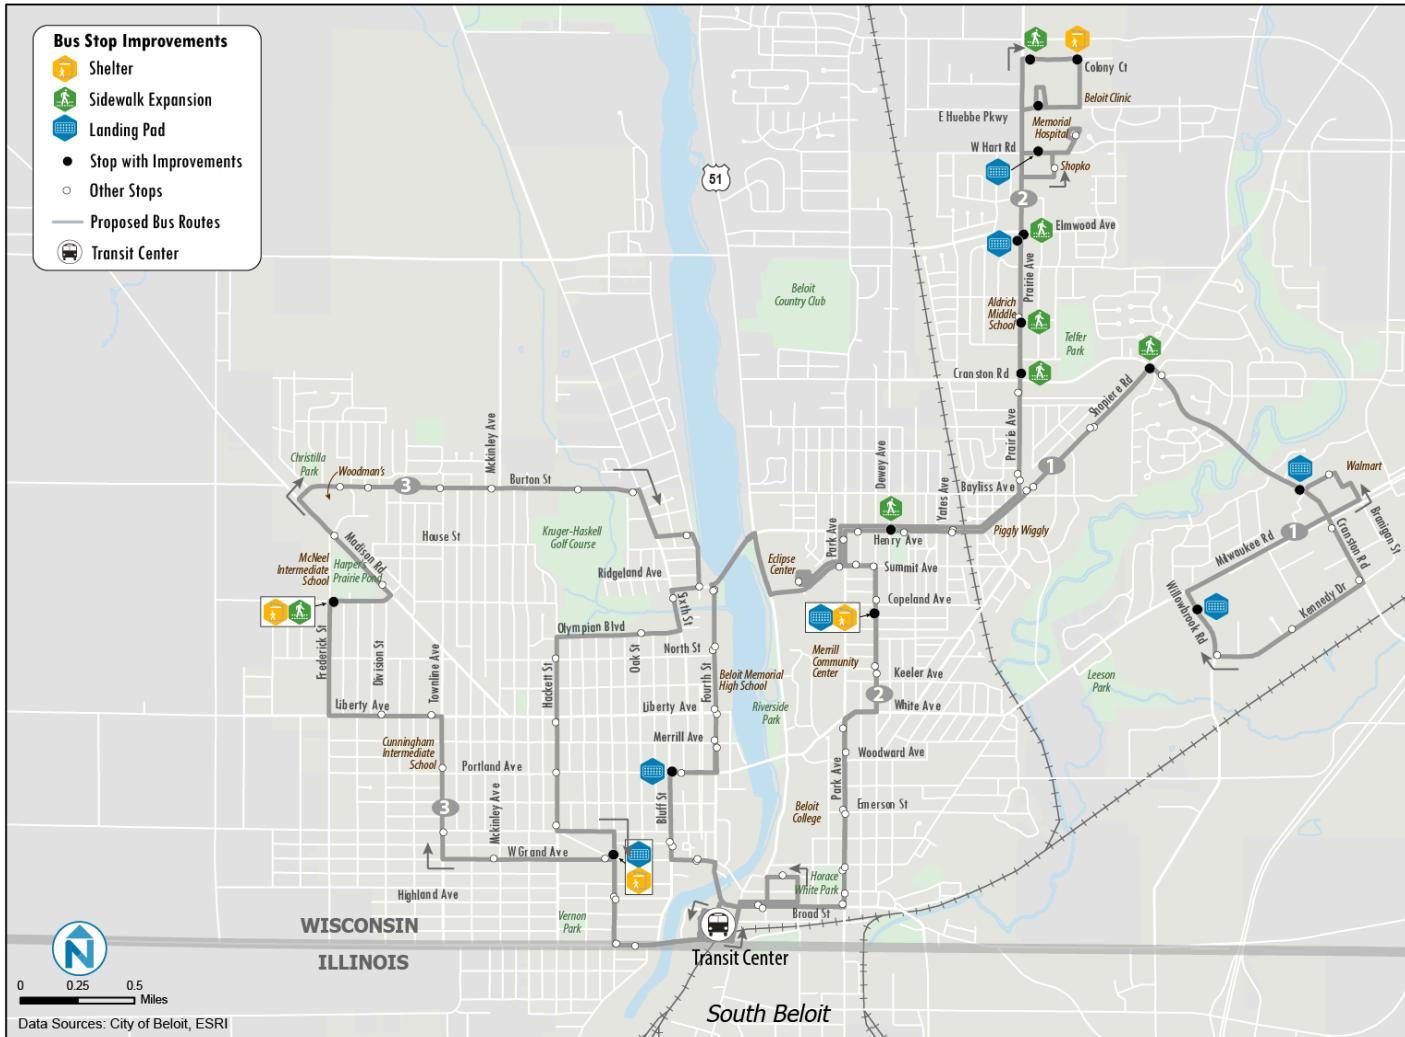 Bus Stop Improvements
Shelter
Sidewalk Expansion
Landing Pad
Stop with Improvements
Other Stops
Proposed Bus Routes
Transit Center
Colony Ct
Beloit Clinic
E Huebbe Pkwy
Memorial
Hospital
W Hart Rd
Shopko
51
2
Elmwood Ave
Prairie Ave
Beloit
Country Club
Aldrich
Middle
School
Telfer
Park
Cranston Rd
Shopiere Rd
Prairie Ave
Mckinley Ave
Dewey Ave
Christilla
Park
Woodman's
3
Burton St
1
Bayliss Ave
Yates Ave
Walmart
Branigan St
Kruger-Haskell
Golf Course
House St
Madison Rd
McNeel
Intermediate
School
Harper's
Prairie Pond
Park Ave
Henry Ave
Piggly Wiggly
Milwaukee Rd
1
Cranston Rd
Eclipse
Center
Summit Ave
Ridgeland Ave
Sixth St
Copeland Ave
Willowbrook Rd
Kennedy Dr
Frederick St
Division St
Townline Ave
Olympian Blvd
Oak St
North St
Hackett St
Fourth St
Beloit Memorial
High School
Merrill
Community
Center
Keeler Ave
Leeson
Park
2
White Ave
Liberty Ave
Liberty Ave
Riverside
Park
Merrill Ave
Cunningham
Intermediate
School
Portland Ave
Woodward Ave
Park Ave
Bluff St
3
Mckinley Ave
Beloit
College
Emerson St
W Grand Ave
Highland Ave
Horace
White Park
Vernon
Park
Broad St
WISCONSIN
ILLINOIS
N
Transit Center
0 0.25 0.5
Miles
South Beloit
Data Sources: City of Beloit, ESRI